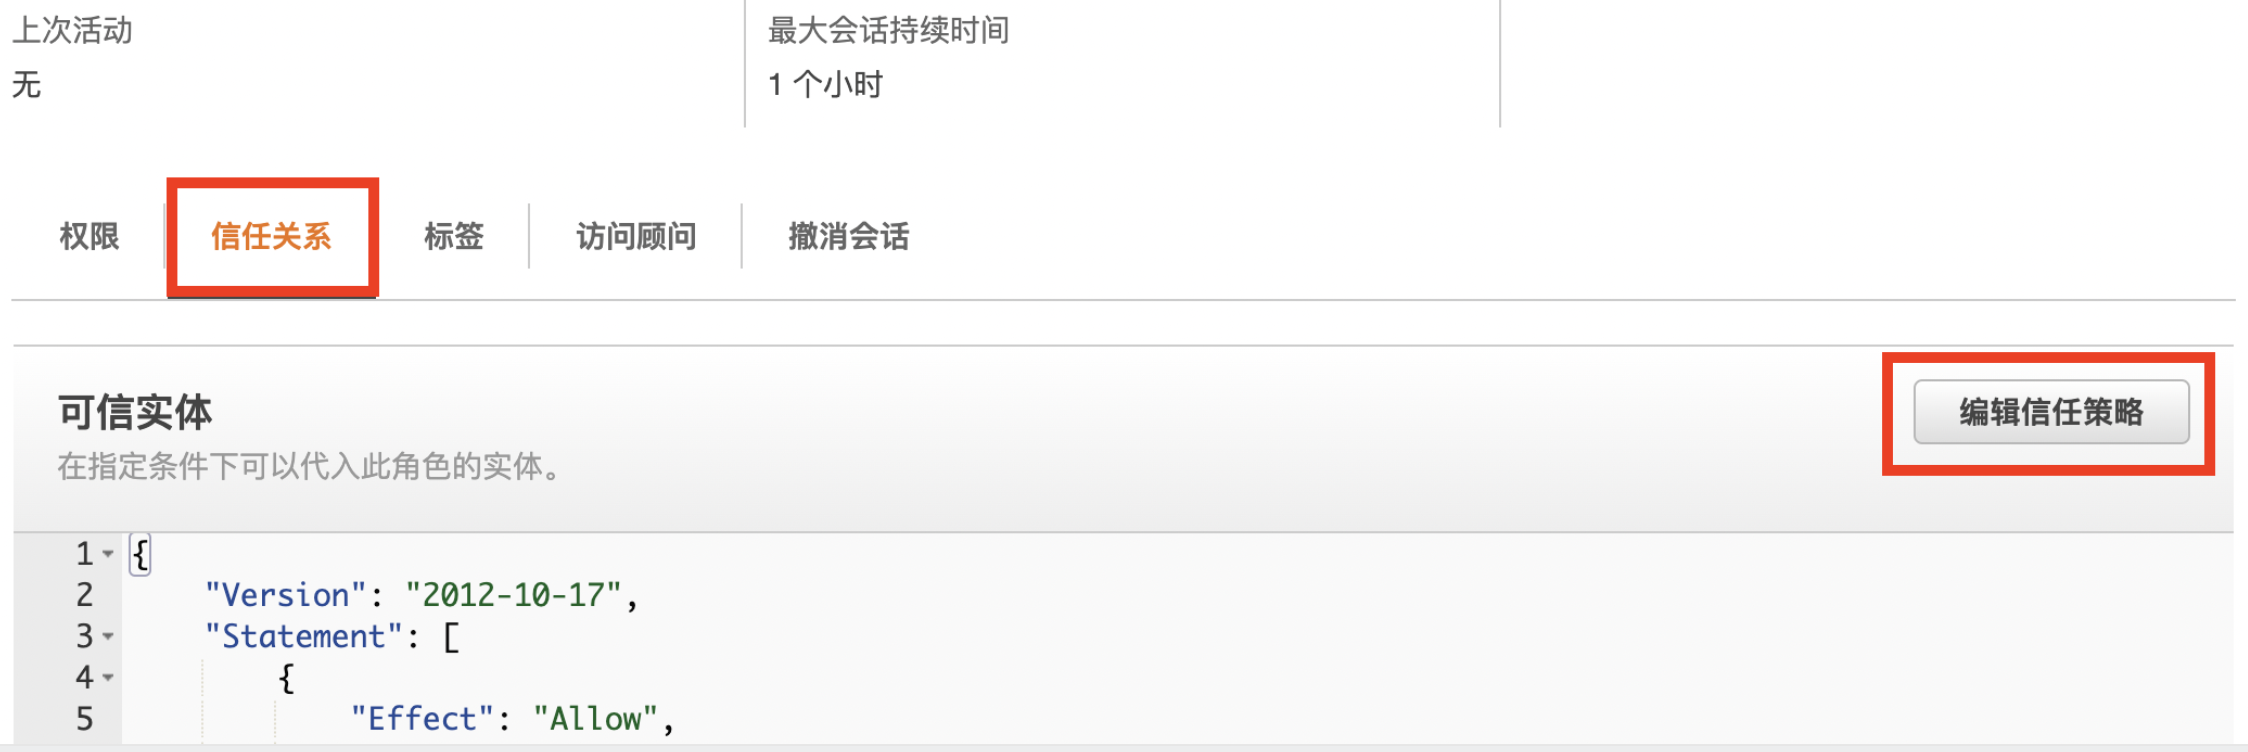 上次活动
无
最大会话持续时间
1 个小时
权限
信任关系
标签
访问顾问
撤消会话
可信实体
在指定条件下可以代入此角色的实体。
编辑信任策略
1 {
2 "Version": "2012-10-17",
3 "Statement": [
4 {
5 "Effect": "Allow",